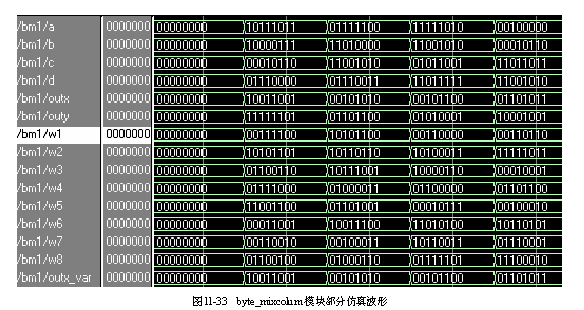 /bm1/a 0000000 00000000 10111011 01111100 11111010 00100000
/bm1/b 0000000 00000000 10000111 11010000 11001010 00010110
/bm1/c 0000000 00000000 00010110 11001010 01011001 11011011
/bm1/d 0000000 00000000 01110000 01110011 11011111 11001010
/bm1/outx 0000000 00000000 10011001 00101010 00101100 01101011
/bm1/outy 0000000 00000000 11111101 01101100 01010001 10001001
/bm1/w1 0000000 00000000 00111100 10101100 00110000 00110110
/bm1/w2 0000000 00000000 10101101 10110110 10100011 11111011
/bm1/w3 0000000 00000000 01100110 10111001 10000110 00010001
/bm1/w4 0000000 00000000 01111000 01000011 01100000 01101100
/bm1/w5 0000000 00000000 11001100 01101001 00010111 00100010
/bm1/w6 0000000 00000000 00011001 10011100 11010100 10110101
/bm1/w7 0000000 00000000 00110010 00100011 10110011 01110001
/bm1/w8 0000000 00000000 01100100 01000110 01111101 11100010
/bm1/outx_var 0000000 00000000 10011001 00101010 00101100 01101011
图11-33 byte_mixcolum模块部分仿真波形